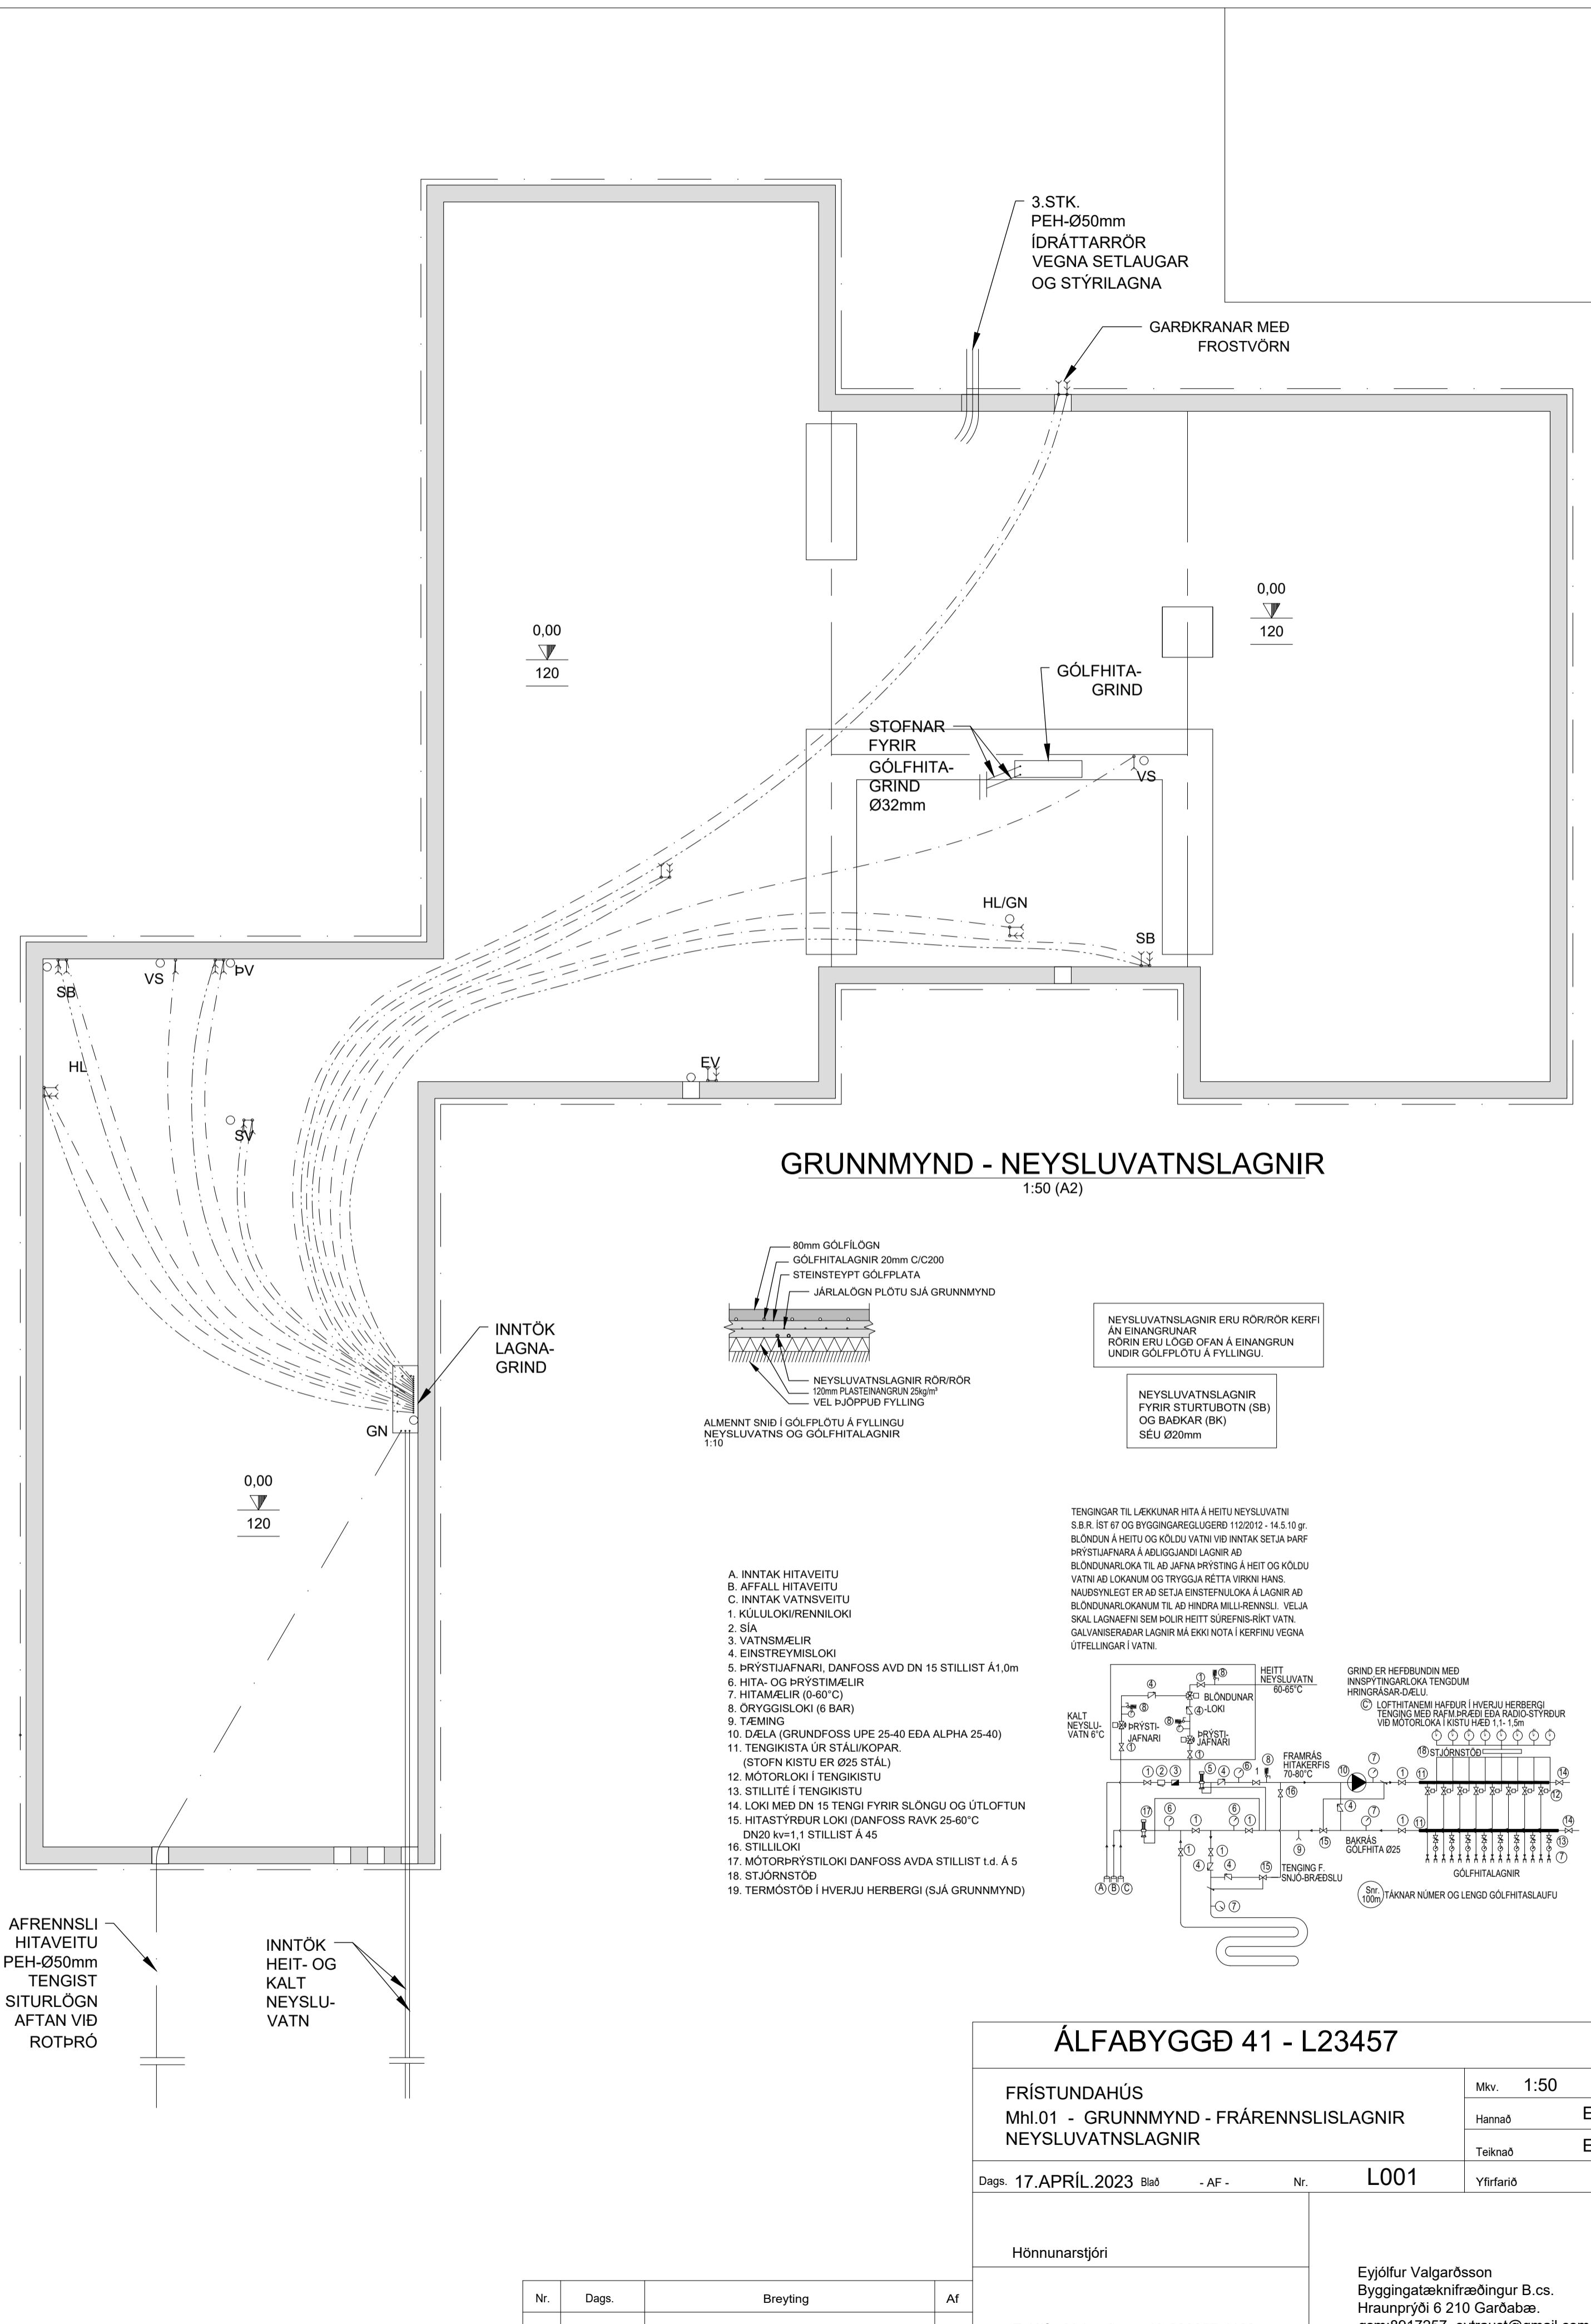 3.STK.
PEH-Ø50mm
ÍDRÁTTARRÖR
VEGNA SETLAUGAR
OG STÝRILAGNA
GARÐKRANAR MEÐ
FROSTVÖRN
0,00
120
0,00
120
GÓLFHITA-
GRIND
STOFNAR
FYRIR
GÓLFHITA-
GRIND
Ø32mm
VS
HL/GN
SB
SB
VS
ÞV
HL
SV
EV
GRUNNMYND - NEYSLUVATNSLAGNIR
1:50 (A2)
80mm GÓLFÍLÖGN
GÓLFHITALAGNIR 20mm C/C200
STEINSTEYPT GÓLFPLATA
JÁRLALÖGN PLÖTU SJÁ GRUNNMYND
NEYSLUVATNSLAGNIR RÖR/RÖR
120mm PLASTEINANGRUN 25kg/m³
VEL ÞJÖPPUÐ FYLLING
ALMENNT SNIÐ Í GÓLFPLÖTU Á FYLLINGU
NEYSLUVATNS OG GÓLFHITALAGNIR
1:10
NEYSLUVATNSLAGNIR ERU RÖR/RÖR KERFI
ÁN EINANGRUNAR
RÖRIN ERU LÖGÐ OFAN Á EINANGRUN
UNDIR GÓLFPLÖTU Á FYLLINGU.
NEYSLUVATNSLAGNIR
FYRIR STURTUBOTN (SB)
OG BAÐKAR (BK)
SÉU Ø20mm
INNTÖK
LAGNA-
GRIND
GN
0,00
120
A. INNTAK HITAVEITU
B. AFFALL HITAVEITU
C. INNTAK VATNSVEITU
1. KÚLULOKI/RENNILOKI
2. SÍA
3. VATNSMÆLIR
4. EINSTREYMISLOKI
5. ÞRÝSTIJAFNARI, DANFOSS AVD DN 15 STILLIST Á1,0m
6. HITA- OG ÞRÝSTIMÆLIR
7. HITAMÆLIR (0-60°C)
8. ÖRYGGISLOKI (6 BAR)
9. TÆMING
10. DÆLA (GRUNDFOSS UPE 25-40 EÐA ALPHA 25-40)
11. TENGIKISTA ÚR STÁLI/KOPAR.
(STOFN KISTU ER Ø25 STÁL)
12. MÓTORLOKI Í TENGIKISTU
13. STILLITÉ Í TENGIKISTU
14. LOKI MEÐ DN 15 TENGI FYRIR SLÖNGU OG ÚTLOFTUN
15. HITASTÝRÐUR LOKI (DANFOSS RAVK 25-60°C
DN20 kv=1,1 STILLIST Á 45
16. STILLILOKI
17. MÓTORÞRÝSTILOKI DANFOSS AVDA STILLIST t.d. Á 5
18. STJÓRNSTÖÐ
19. TERMÓSTÖÐ Í HVERJU HERBERGI (SJÁ GRUNNMYND)
TENGINGAR TIL LÆKKUNAR HITA Á HEITU NEYSLUVATNI
S.B.R. ÍST 67 OG BYGGINGAREGLUGERÐ 112/2012 - 14.5.10 gr.
BLÖNDUN Á HEITU OG KÖLDU VATNI VIÐ INNTAK SETJA ÞARF
ÞRÝSTIJAFNARA Á AÐLIGGJANDI LAGNIR AÐ
BLÖNDUNARLOKA TIL AÐ JAFNA ÞRÝSTING Á HEIT OG KÖLDU
VATNI AÐ LOKANUM OG TRYGGJA RÉTTA VIRKNI HANS.
NAUÐSYNLEGT ER AÐ SETJA EINSTEFNULOKA Á LAGNIR AÐ
BLÖNDUNARLOKANUM TIL AÐ HINDRA MILLI-RENNSLI. VELJA
SKAL LAGNAEFNI SEM ÞOLIR HEITT SÚREFNIS-RÍKT VATN.
GALVANISERAÐAR LAGNIR MÁ EKKI NOTA Í KERFINU VEGNA
ÚTFELLINGAR Í VATNI.
HEITT
NEYSLUVATN
60-65°C
BLÖNDUNAR
-LOKI
KALT
NEYSLU-
VATN 6°C
ÞRÝSTI-
JAFNARI
ÞRÝSTI-
JAFNARI
GRIND ER HEFÐBUNDIN MEÐ
INNSPÝTINGARLOKA TENGDUM
HRINGRÁSAR-DÆLU.
C LOFTHITANEMI HAFÐUR Í HVERJU HERBERGI
TENGING MEÐ RAFM.ÞRÆÐI EÐA RADIO-STYRÐUR
VIÐ MÓTORLOKA Í KISTU HÆÐ 1,1- 1,5m
18 STJÓRNSTÖÐ
FRAMRÁS
HITAKERFIS
70-80°C
BAKRÁS
GÓLFHITA Ø25
TENGING F.
SNJÓ-BRÆÐSLU
GÓLFHITALAGNIR
A B C
Snr.
100m
TÁKNAR NÚMER OG LENGD GÓLFHITASLAUFU
AFRENNSLI
HITAVEITU
PEH-Ø50mm
TENGIST
SITURLÖGN
AFTAN VIÐ
ROTÞRÓ
INNTÖK
HEIT- OG
KALT
NEYSLU-
VATN
ÁLFABYGGÐ 41 - L23457
FRÍSTUNDAHÚS
Mhl.01 - GRUNNMYND - FRÁRENNSLISLAGNIR
NEYSLUVATNSLAGNIR
Mkv. 1:50
Hannað E
Teiknað E
Dags. 17.APRÍL.2023 Blað - AF - Nr. L001
Yfirfarið
Hönnunarstjóri
Eyjólfur Valgarðsson
Byggingatæknifræðingur B.cs.
Hraunprýði 6 210 Garðabæ.
Nr. Dags. Breyting Af